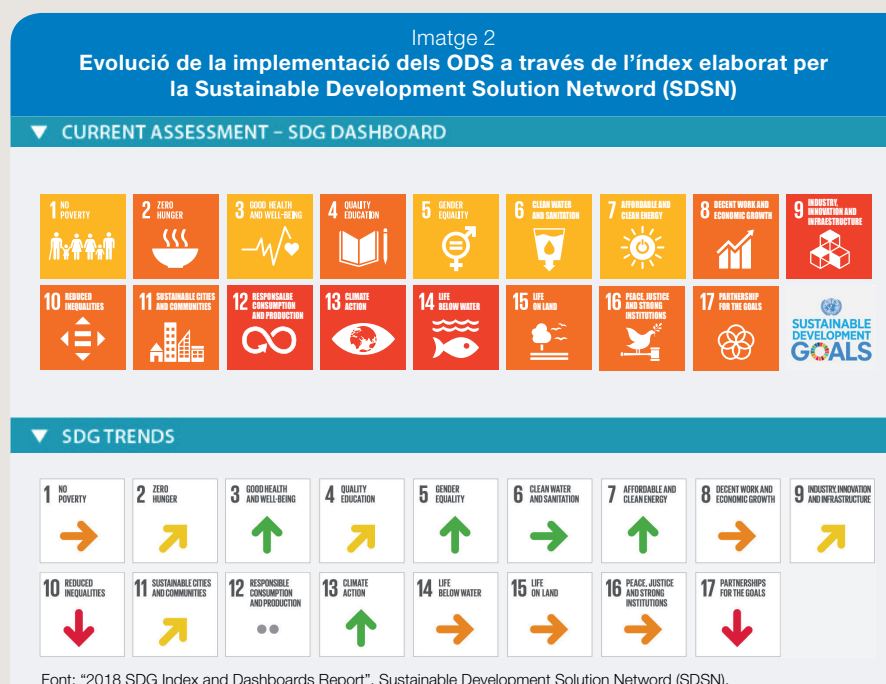 Imatge 2
Evolució de la implementació dels ODS a través de l'índex elaborat per
la Sustainable Development Solution Netword (SDSN)
▼ CURRENT ASSESSMENT – SDG DASHBOARD
1 NO
POVERTY
2 ZERO
HUNGER
3 GOOD HEALTH
AND WELL-BEING
4 QUALITY
EDUCATION
5 GENDER
EQUALITY
6 CLEAN WATER
AND SANITATION
7 AFFORDABLE AND
CLEAN ENERGY
8 DECENT WORK AND
ECONOMIC GROWTH
9 INDUSTRY,
INNOVATION AND
INFRAESTRUCTURE
10 REDUCED
INEQUALITIES
11 SUSTAINABLE CITIES
AND COMMUNITIES
12 RESPONSALBE
CONSUMPTION
AND PRODUCTION
13 CLIMATE
ACTION
14 LIFE
BELOW WATER
15 LIFE
ON LAND
16 PEACE, JUSTICE
AND STRONG
INSTITUTIONS
17 PARTNERSHIP
FOR THE GOALS
SUSTAINABLE
DEVELOPMENT
GOALS
▼ SDG TRENDS
1 NO
POVERTY
2 ZERO
HUNGER
3 GOOD HEALTH
AND WELL-BEING
4 QUALITY
EDUCATION
5 GENDER
EQUALITY
6 CLEAN WATER
AND SANITATION
7 AFFORDABLE AND
CLEAN ENERGY
8 DECENT WORK AND
ECONOMIC GROWTH
9 INDUSTRY, INNOVATION
AND INFRASTRUCTURE
10 REDUCED
INEQUALITIES
11 SUSTAINABLE CITIES
AND COMMUNITIES
12 RESPONSIBLE
CONSUMPTION
AND PRODUCTION
13 CLIMATE
ACTION
14 LIFE
BELOW WATER
15 LIFE
ON LAND
16 PEACE, JUSTICE
AND STRONG
INSTITUTIONS
17 PARTNERSHIPS
FOR THE GOALS
Font: "2018 SDG Index and Dashboards Report". Sustainable Development Solution Netword (SDSN).